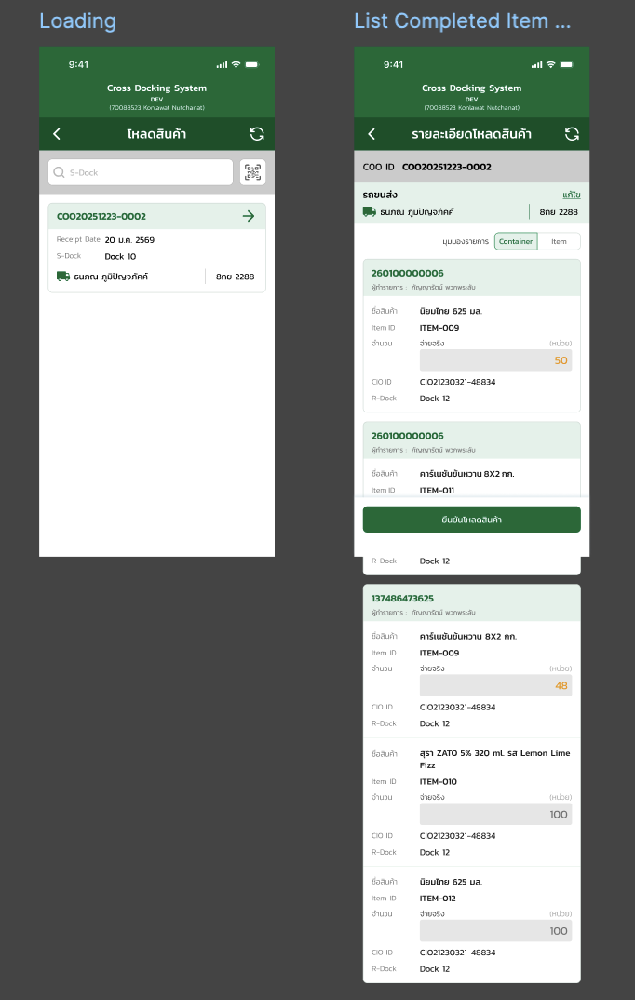 Loading
9:41
Cross Docking System
DEV
(70088523 Konlawat Nutchanat)
โหลดสินค้า
S-Dock
COO20251223-0002
Receipt Date 20 ม.ค. 2569
S-Dock Dock 10
ธนภณ ภูมิปัญจภัคค์ 8กย 2288
List Completed Item ...
9:41
Cross Docking System
DEV
(70088523 Konlawat Nutchanat)
รายละเอียดโหลดสินค้า
COO ID : COO20251223-0002
รถขนส่ง แก้ไข
ธนภณ ภูมิปัญจภัคค์ 8กย 2288
มุมมองรายการ Container Item
260100000006
ผู้ทำรายการ : กัญญารัตน์ พวกพระลับ
ชื่อสินค้า นิยมไทย 625 มล.
Item ID ITEM-009
จำนวน จ่ายจริง (หน่วย)
50
CIO ID CIO21230321-48834
R-Dock Dock 12
260100000006
ผู้ทำรายการ : กัญญารัตน์ พวกพระลับ
ชื่อสินค้า คาร์เนชันข้นหวาน 8X2 กก.
Item ID ITEM-011
ยืนยันโหลดสินค้า
R-Dock Dock 12
137486473625
ผู้ทำรายการ : กัญญารัตน์ พวกพระลับ
ชื่อสินค้า คาร์เนชันข้นหวาน 8X2 กก.
Item ID ITEM-009
จำนวน จ่ายจริง (หน่วย)
48
CIO ID CIO21230321-48834
R-Dock Dock 12
ชื่อสินค้า สุรา ZATO 5% 320 ml. รส Lemon Lime
Fizz
Item ID ITEM-010
จำนวน จ่ายจริง (หน่วย)
100
CIO ID CIO21230321-48834
R-Dock Dock 12
ชื่อสินค้า นิยมไทย 625 มล.
Item ID ITEM-012
จำนวน จ่ายจริง (หน่วย)
100
CIO ID CIO21230321-48834
R-Dock Dock 12